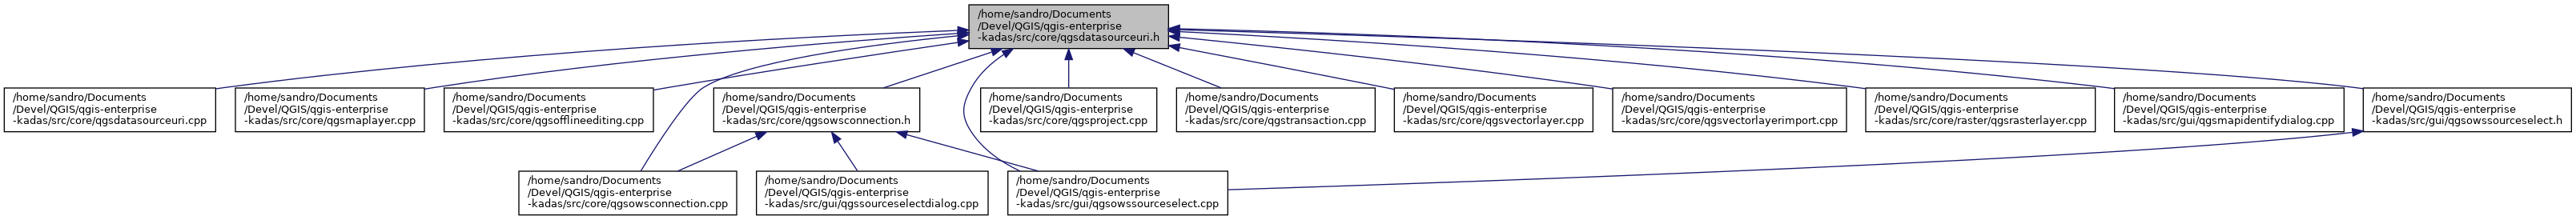 /home/sandro/Documents
/Devel/QGIS/qgis-enterprise
-kadas/src/core/qgsdatasourceuri.h
/home/sandro/Documents
/Devel/QGIS/qgis-enterprise
-kadas/src/core/qgsdatasourceuri.cpp
/home/sandro/Documents
/Devel/QGIS/qgis-enterprise
-kadas/src/core/qgsmaplayer.cpp
/home/sandro/Documents
/Devel/QGIS/qgis-enterprise
-kadas/src/core/qgsofflineediting.cpp
/home/sandro/Documents
/Devel/QGIS/qgis-enterprise
-kadas/src/core/qgsowsconnection.h
/home/sandro/Documents
/Devel/QGIS/qgis-enterprise
-kadas/src/core/qgsproject.cpp
/home/sandro/Documents
/Devel/QGIS/qgis-enterprise
-kadas/src/core/qgstransaction.cpp
/home/sandro/Documents
/Devel/QGIS/qgis-enterprise
-kadas/src/core/qgsvectorlayer.cpp
/home/sandro/Documents
/Devel/QGIS/qgis-enterprise
-kadas/src/core/qgsvectorlayerimport.cpp
/home/sandro/Documents
/Devel/QGIS/qgis-enterprise
-kadas/src/core/raster/qgsrasterlayer.cpp
/home/sandro/Documents
/Devel/QGIS/qgis-enterprise
-kadas/src/gui/qgsmapidentifydialog.cpp
/home/sandro/Documents
/Devel/QGIS/qgis-enterprise
-kadas/src/gui/qgsowssourceselect.h
/home/sandro/Documents
/Devel/QGIS/qgis-enterprise
-kadas/src/core/qgsowsconnection.cpp
/home/sandro/Documents
/Devel/QGIS/qgis-enterprise
-kadas/src/gui/qgssourceselectdialog.cpp
/home/sandro/Documents
/Devel/QGIS/qgis-enterprise
-kadas/src/gui/qgsowssourceselect.cpp